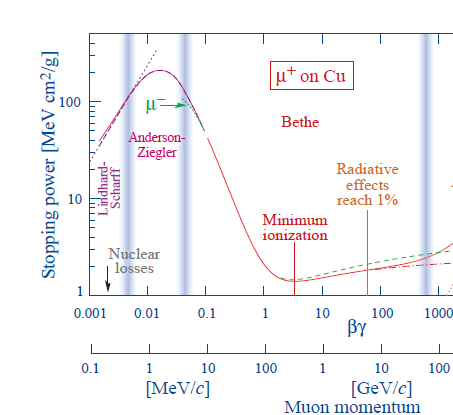 Stopping power [MeV cm²/g]
μ⁺ on Cu
100
μ⁻
Bethe
Anderson-
Ziegler
Lindhard-
Scharff
Radiative
effects
reach 1%
10
Minimum
ionization
Nuclear
losses
1
0.001 0.01 0.1 1 10 100 1000
βγ
0.1 1 10 100 1 10 100
[MeV/c] [GeV/c]
Muon momentum